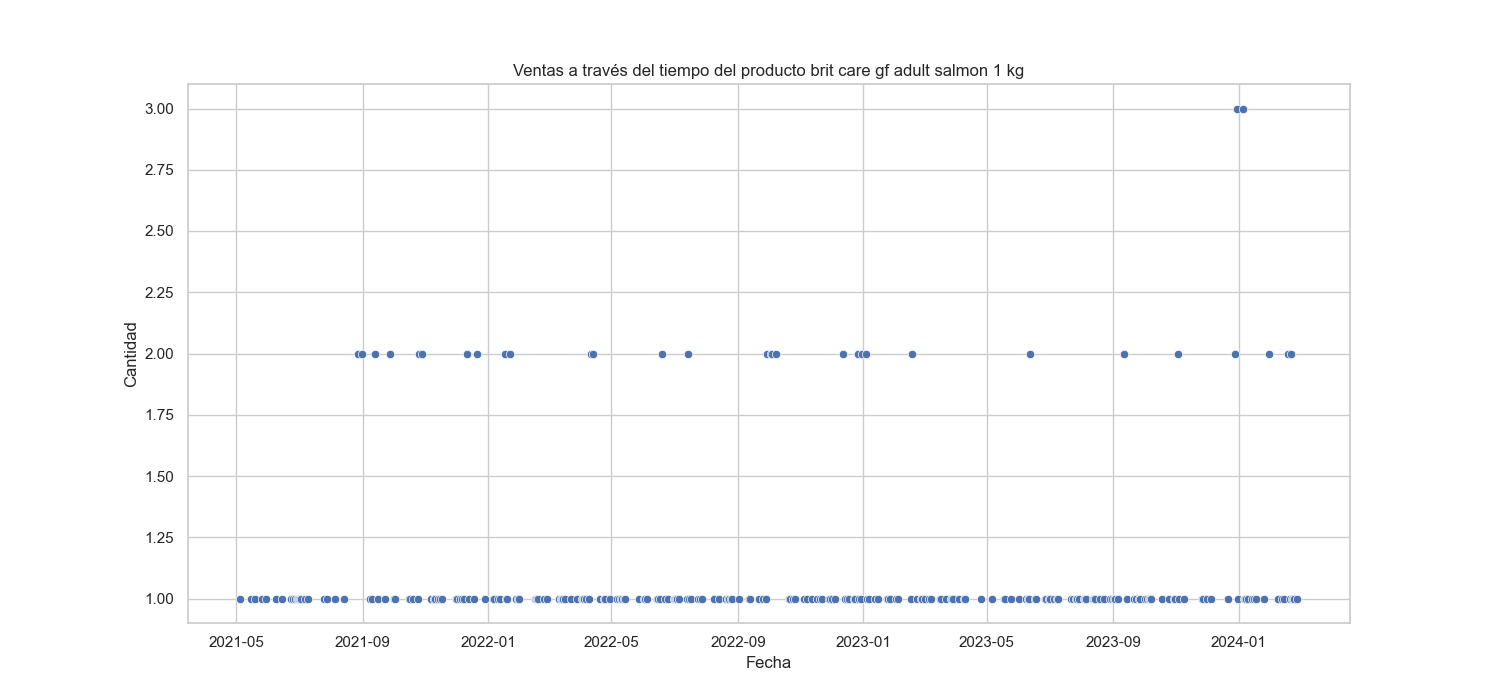 Ventas a través del tiempo del producto brit care gf adult salmon 1 kg
3.00
2.75
2.50
2.25
2.00
1.75
1.50
1.25
1.00
Cantidad
2021-05 2021-09 2022-01 2022-05 2022-09 2023-01 2023-05 2023-09 2024-01
Fecha